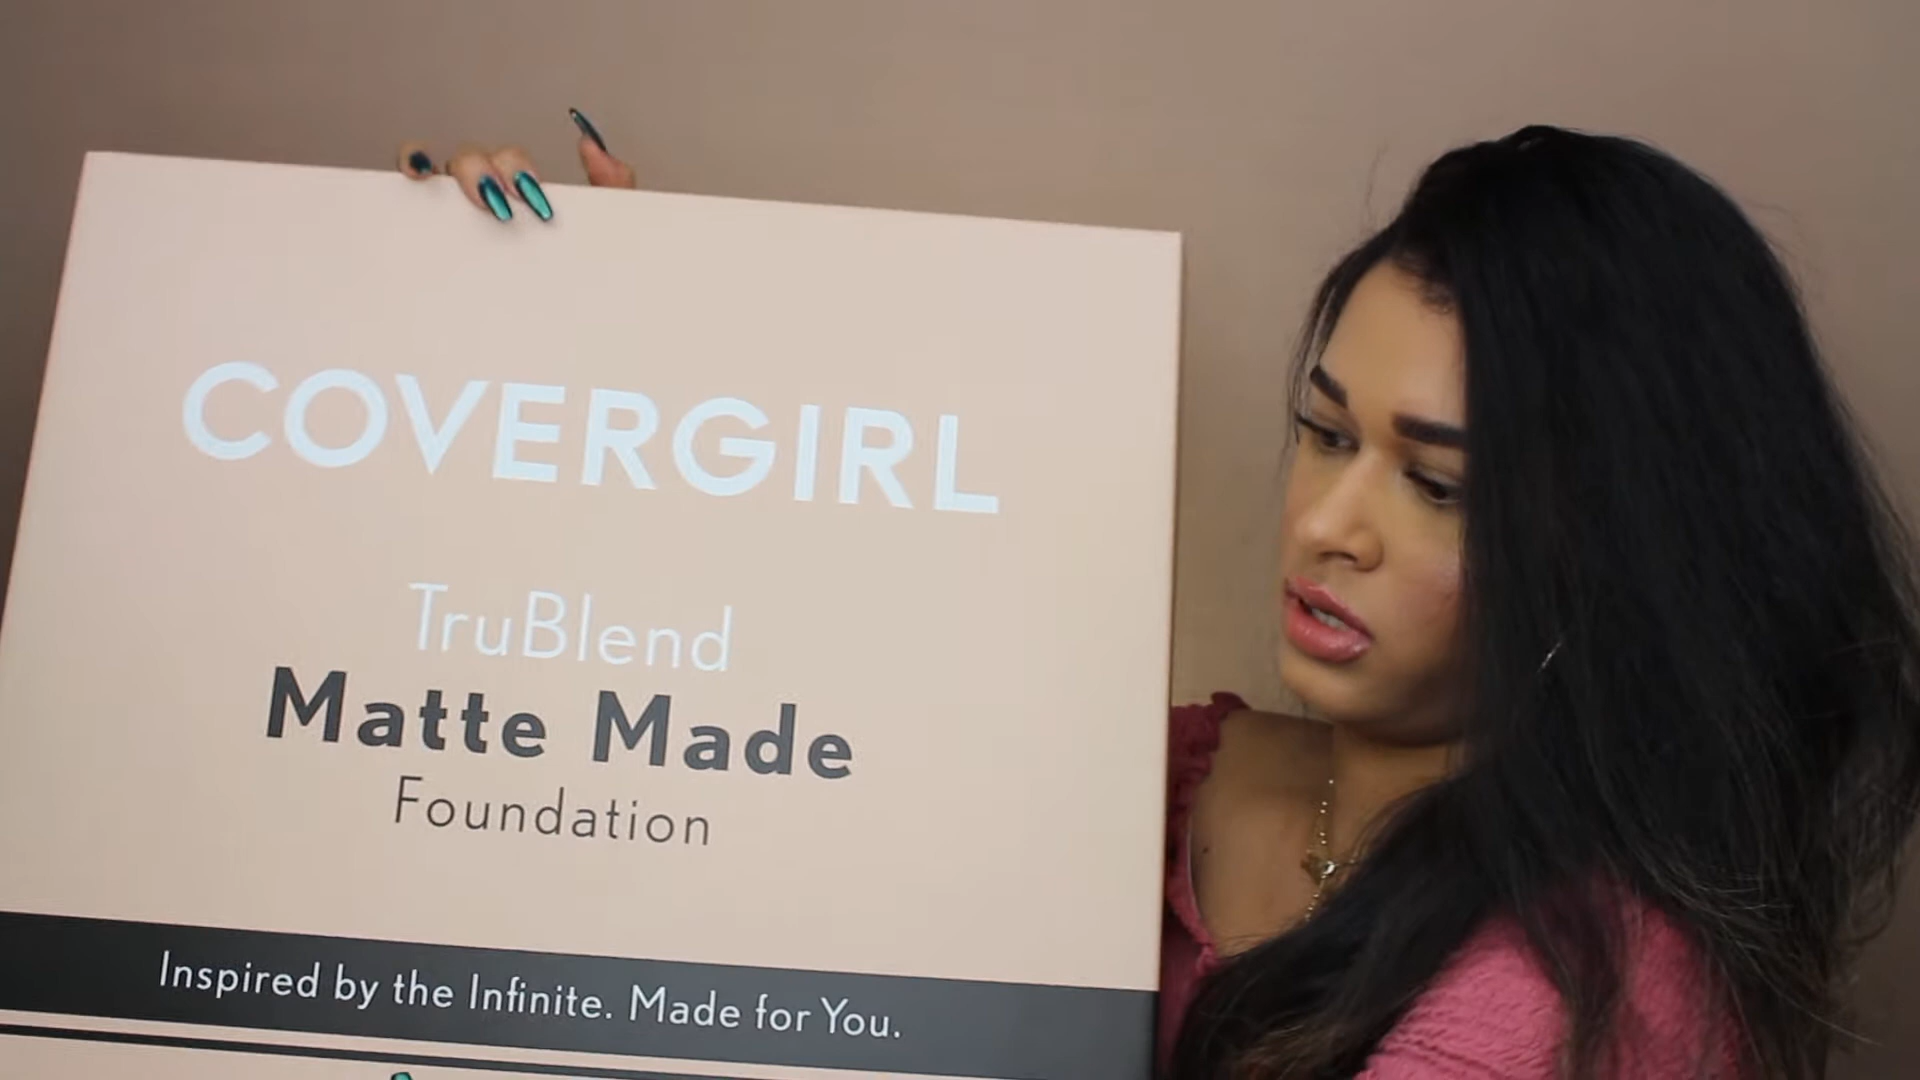 COVERGIRL
TruBlend
Matte Made
Foundation
Inspired by the Infinite. Made for You.